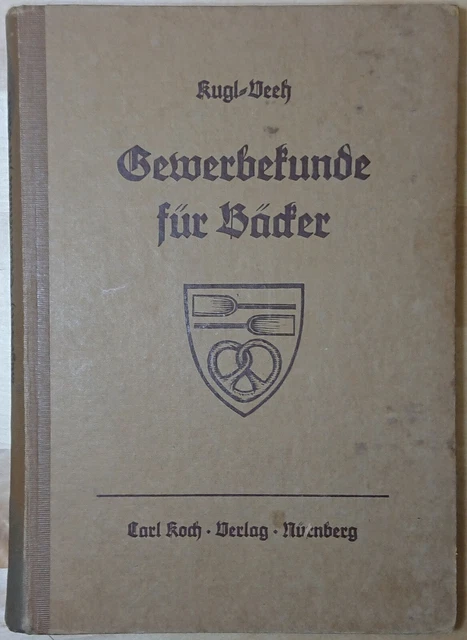 Kugl-Veeh
Gewerbekunde
für Bäcker
Carl Koch · Verlag · Nürnberg